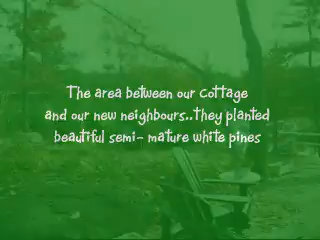 The area between our cottage
and our new neighbours..They planted
beautiful semi- mature white pines